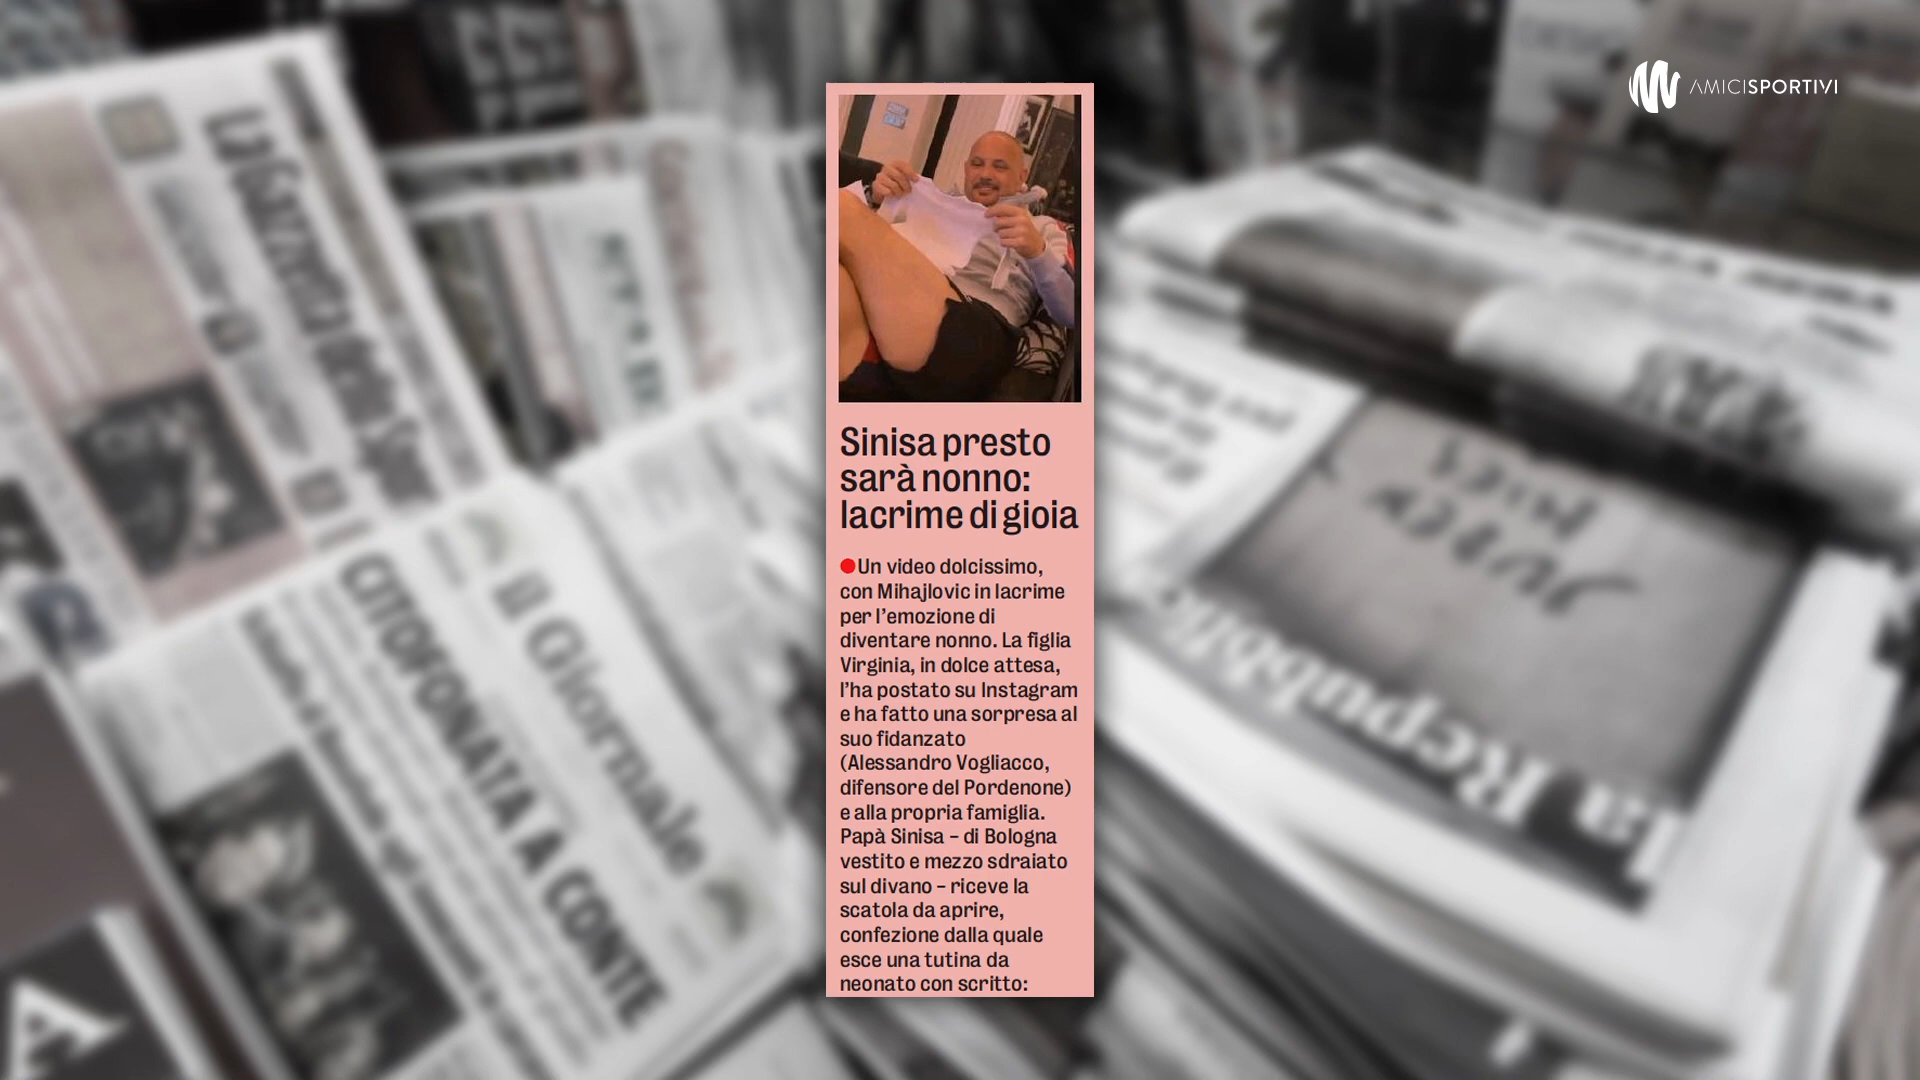 AMICISPORTIVI
Sinisa presto
sarà nonno:
lacrime di gioia
Un video dolcissimo,
con Mihajlovic in lacrime
per l'emozione di
diventare nonno. La figlia
Virginia, in dolce attesa,
l'ha postato su Instagram
e ha fatto una sorpresa al
suo fidanzato
(Alessandro Vogliacco,
difensore del Pordenone)
e alla propria famiglia.
Papà Sinisa – di Bologna
vestito e mezzo sdraiato
sul divano – riceve la
scatola da aprire,
confezione dalla quale
esce una tutina da
neonato con scritto:
il Giornale
CITOFONATA A CONTE
la Repubblica